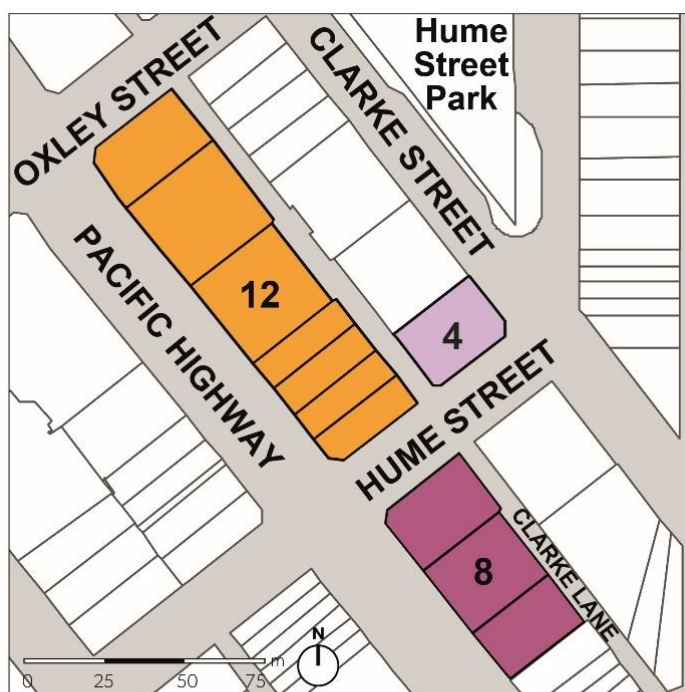 Hume
Street
Park
CLARKE STREET
OXLEY STREET
PACIFIC HIGHWAY
12
4
HUME STREET
CLARKE LANE
8
N
0 25 50 75 m